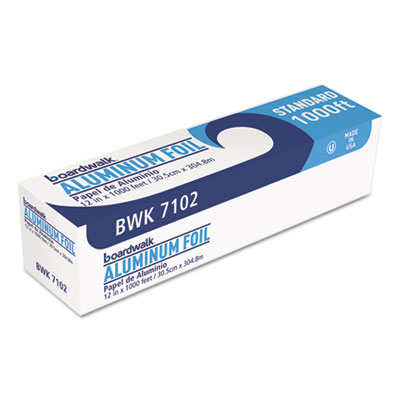 boardwalk
ALUMINUM FOIL
Papel de Aluminio
12 in x 1000 feet / 30.5cm x 304.8m
STANDARD
1000ft
U
MADE IN
USA
BWK 7102
boardwalk
ALUMINUM FOIL
Papel de Aluminio
12 in x 1000 feet / 30.5cm x 304.8m
BWK 7102